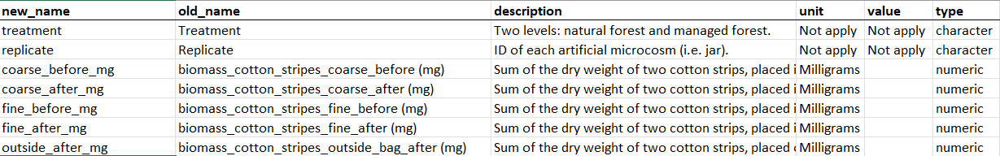 new_name old_name description unit value type
treatment Treatment Two levels: natural forest and managed forest. Not apply Not apply character
replicate Replicate ID of each artificial microcosm (i.e. jar). Not apply Not apply character
coarse_before_mg biomass_cotton_stripes_coarse_before (mg) Sum of the dry weight of two cotton strips, placed i Milligrams numeric
coarse_after_mg biomass_cotton_stripes_coarse_after (mg) Sum of the dry weight of two cotton strips, placed i Milligrams numeric
fine_before_mg biomass_cotton_stripes_fine_before (mg) Sum of the dry weight of two cotton strips, placed i Milligrams numeric
fine_after_mg biomass_cotton_stripes_fine_after (mg) Sum of the dry weight of two cotton strips, placed i Milligrams numeric
outside_after_mg biomass_cotton_stripes_outside_bag_after (mg) Sum of the dry weight of two cotton strips, placed Milligrams numeric